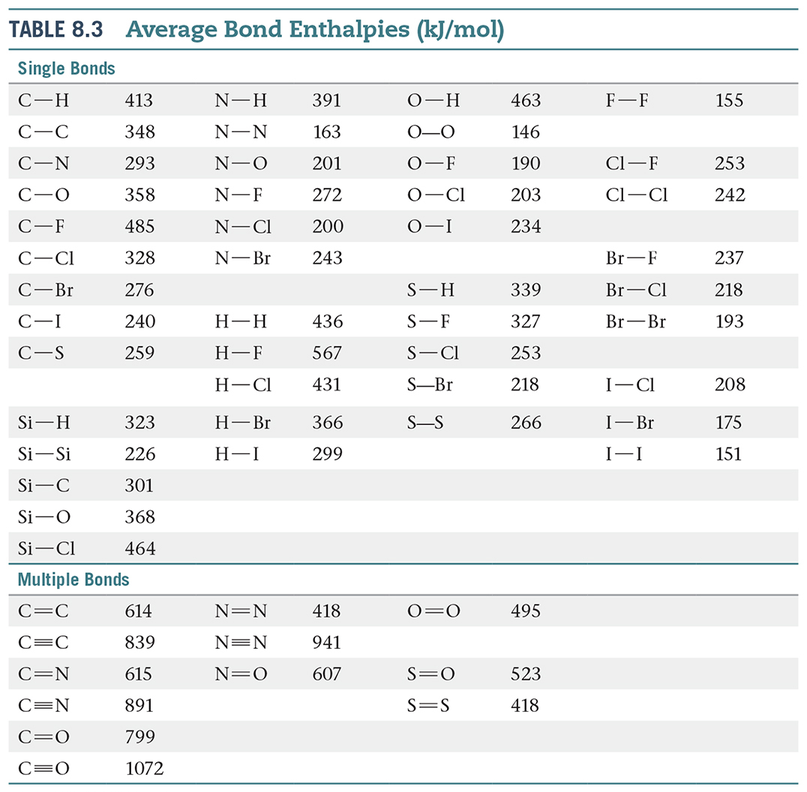 TABLE 8.3 Average Bond Enthalpies (kJ/mol)
Single Bonds
C—H 413 N—H 391 O—H 463 F—F 155
C—C 348 N—N 163 O—O 146
C—N 293 N—O 201 O—F 190 Cl—F 253
C—O 358 N—F 272 O—Cl 203 Cl—Cl 242
C—F 485 N—Cl 200 O—I 234
C—Cl 328 N—Br 243 Br—F 237
C—Br 276 S—H 339 Br—Cl 218
C—I 240 H—H 436 S—F 327 Br—Br 193
C—S 259 H—F 567 S—Cl 253
H—Cl 431 S—Br 218 I—Cl 208
Si—H 323 H—Br 366 S—S 266 I—Br 175
Si—Si 226 H—I 299 I—I 151
Si—C 301
Si—O 368
Si—Cl 464
Multiple Bonds
C=C 614 N=N 418 O=O 495
C≡C 839 N≡N 941
C=N 615 N=O 607 S=O 523
C≡N 891 S=S 418
C=O 799
C≡O 1072